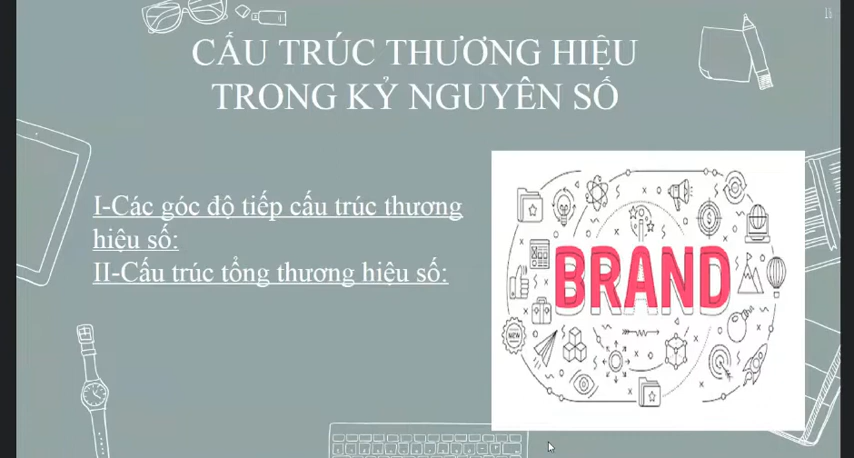 CẤU TRÚC THƯƠNG HIỆU
TRONG KỶ NGUYÊN SỐ
I-Các góc độ tiếp cấu trúc thương
hiệu số:
II-Cấu trúc tổng thương hiệu số:
BRAND
NEW